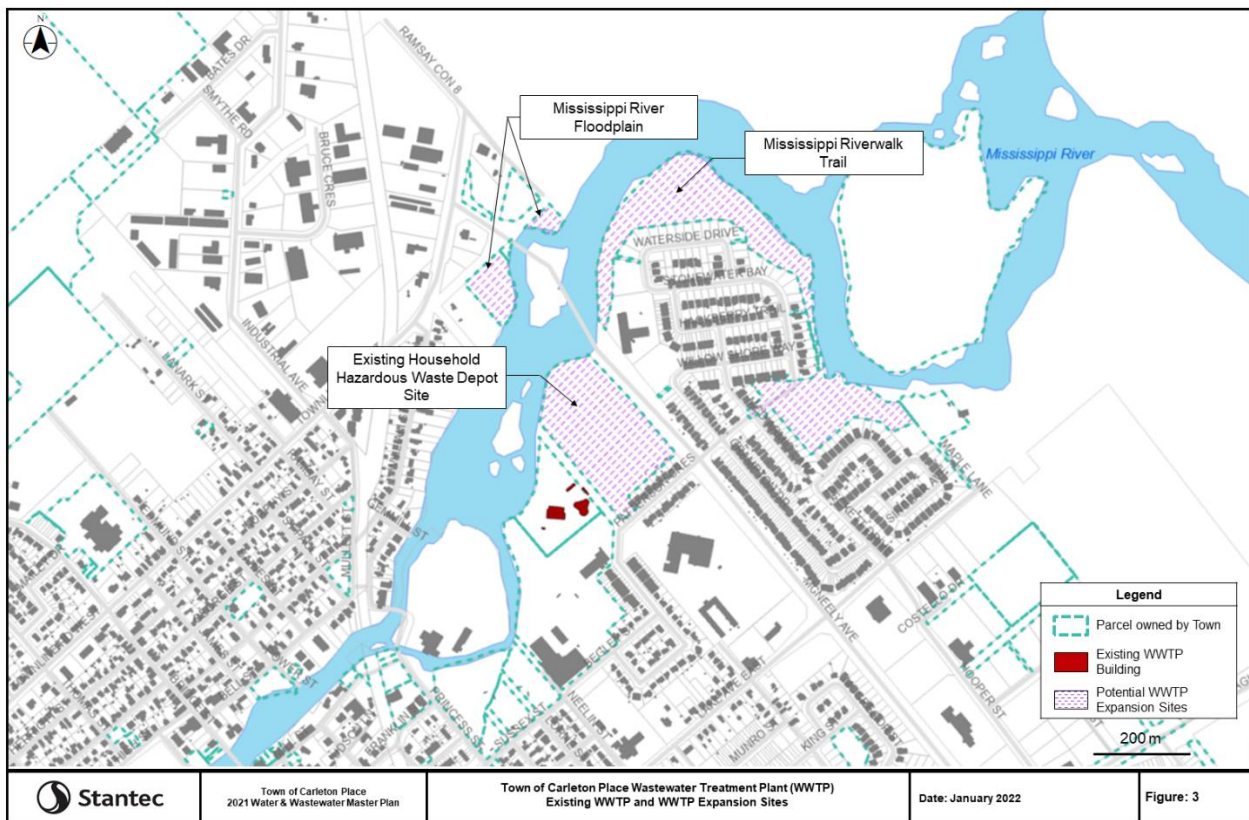 N
BATES DR
SMYTHE RD
BRUCE CRES
RAMSAY CON 8
Mississippi River
Floodplain
Mississippi Riverwalk
Trail
Mississippi River
WATERSIDE DRIVE
STONEWATER BAY
HACKBERRY TRAIL
WILLOW SHORE WAY
Existing Household
Hazardous Waste Depot
Site
INDUSTRIAL AVE
LANARK ST
MAPLE LANE
MCNEELY AVE
COSTELLO DR
COOPER ST
PRINCESS ST
SUSSEX ST
MUNRO ST
Legend
Parcel owned by Town
Existing WWTP
Building
Potential WWTP
Expansion Sites
200 m
Stantec
Town of Carleton Place
2021 Water & Wastewater Master Plan
Town of Carleton Place Wastewater Treatment Plant (WWTP)
Existing WWTP and WWTP Expansion Sites
Date: January 2022
Figure: 3